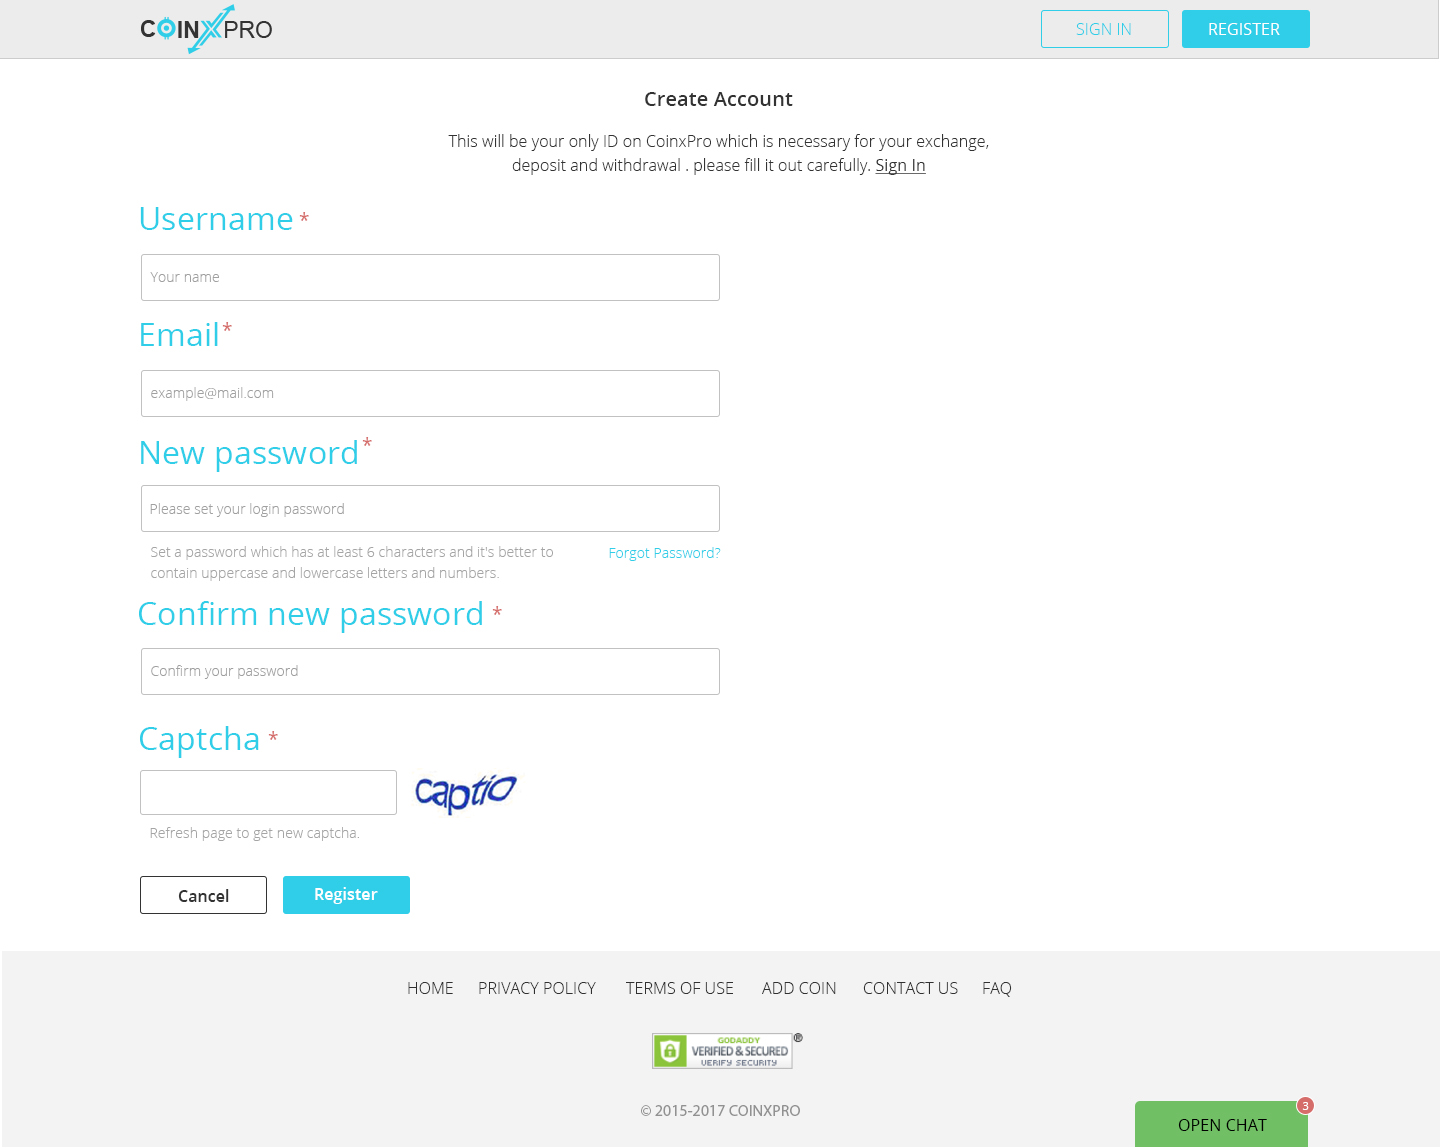 COINXPRO
SIGN IN
REGISTER
Create Account
This will be your only ID on CoinxPro which is necessary for your exchange,
deposit and withdrawal . please fill it out carefully. Sign In
Username *
Your name
Email*
example@mail.com
New password*
Please set your login password
Set a password which has at least 6 characters and it's better to
contain uppercase and lowercase letters and numbers.
Forgot Password?
Confirm new password *
Confirm your password
Captcha *
captio
Refresh page to get new captcha.
Cancel
Register
HOME PRIVACY POLICY TERMS OF USE ADD COIN CONTACT US FAQ
GODADDY
VERIFIED & SECURED
VERIFY SECURITY
®
© 2015-2017 COINXPRO
3
OPEN CHAT